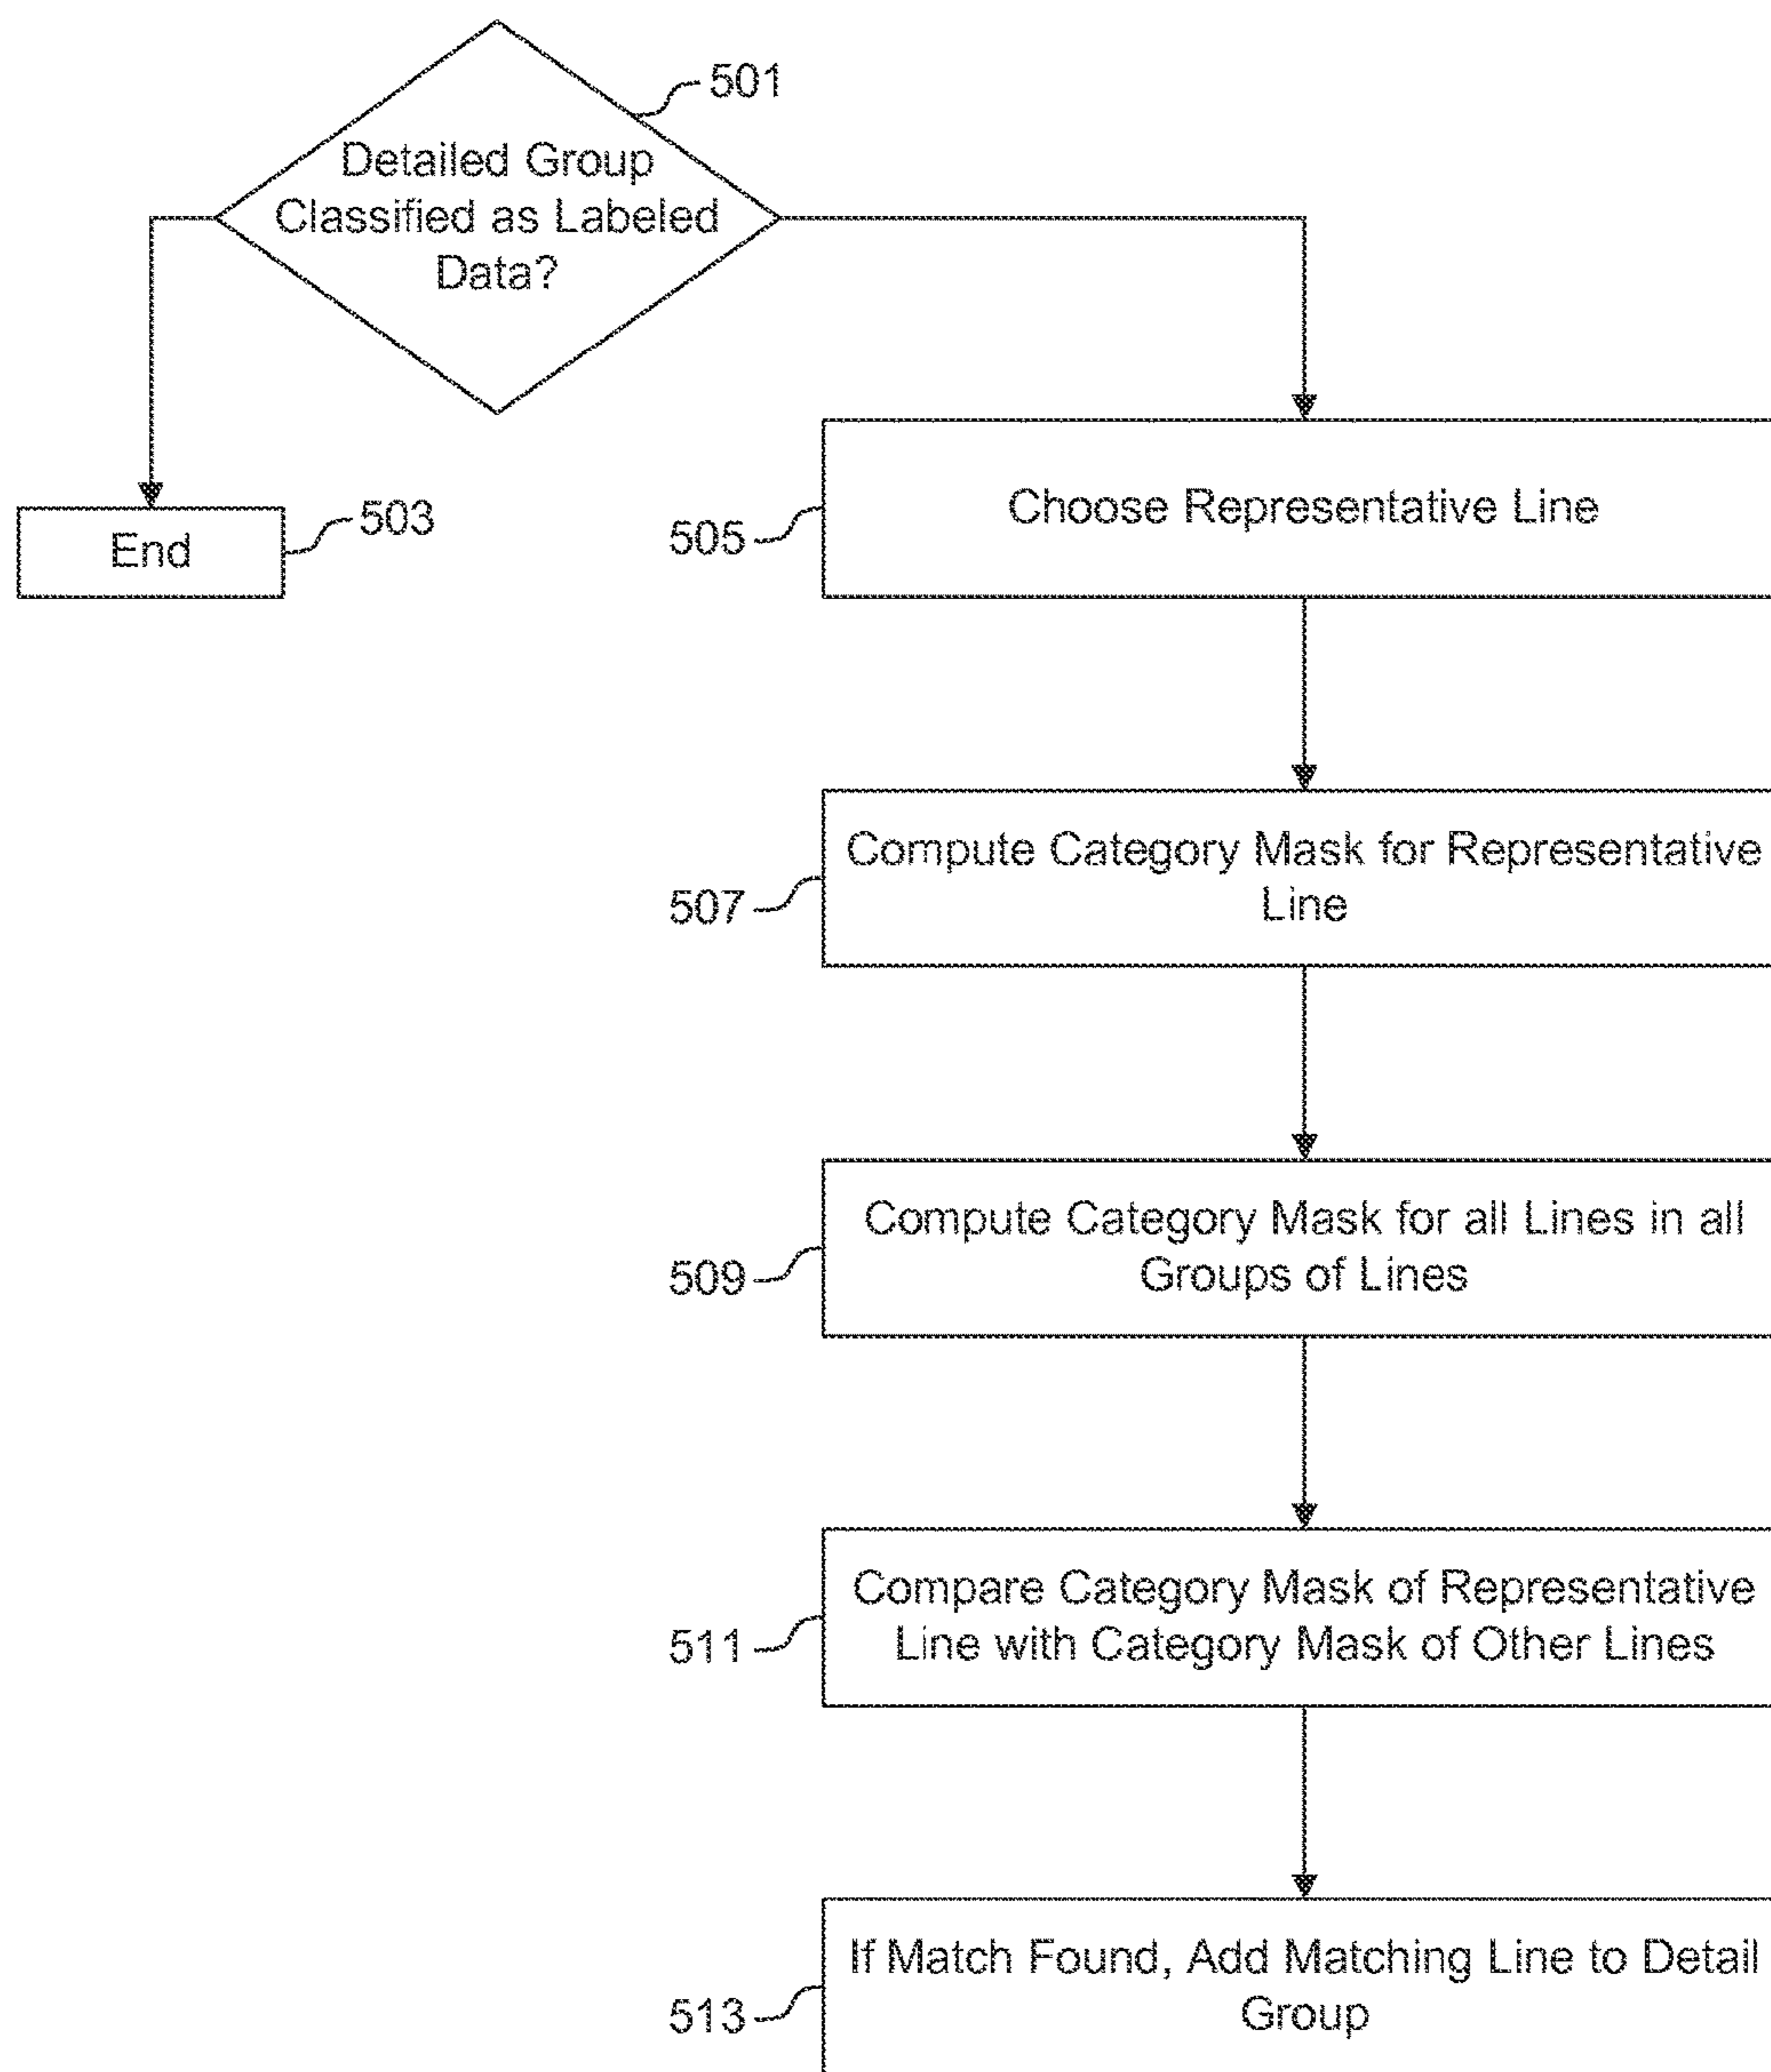 501
Detailed Group
Classified as Labeled
Data?
503
End
505
Choose Representative Line
507
Compute Category Mask for Representative
Line
509
Compute Category Mask for all Lines in all
Groups of Lines
511
Compare Category Mask of Representative
Line with Category Mask of Other Lines
513
If Match Found, Add Matching Line to Detail
Group